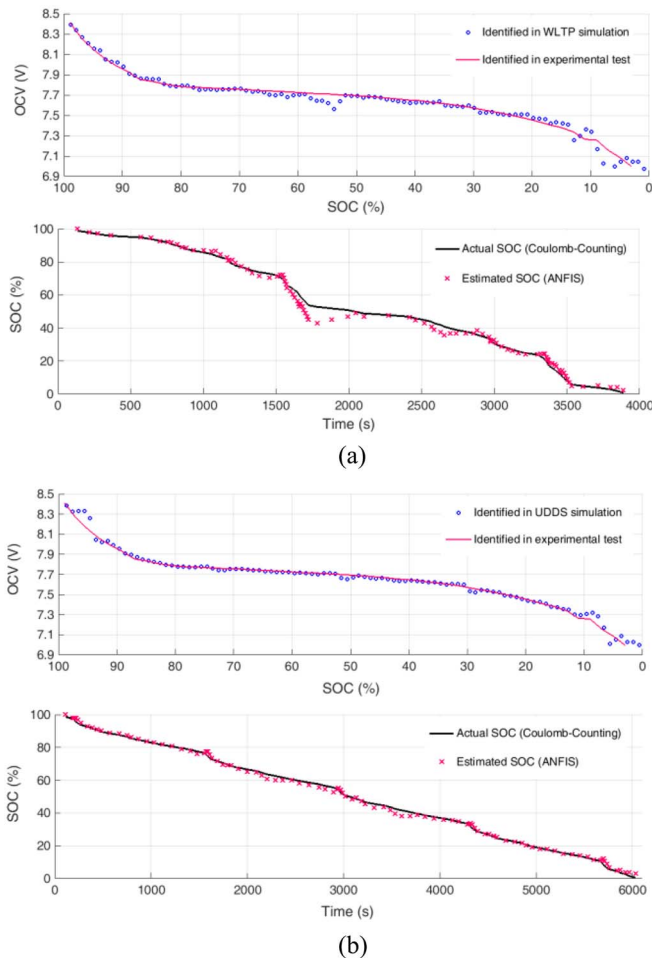 8.5
8.3
8.1
7.9
7.7
7.5
7.3
7.1
6.9
OCV (V)
Identified in WLTP simulation
Identified in experimental test
100 90 80 70 60 50 40 30 20 10 0
SOC (%)
100
80
60
40
20
0
SOC (%)
Actual SOC (Coulomb-Counting)
Estimated SOC (ANFIS)
0 500 1000 1500 2000 2500 3000 3500 4000
Time (s)
(a)
8.5
8.3
8.1
7.9
7.7
7.5
7.3
7.1
6.9
OCV (V)
Identified in UDDS simulation
Identified in experimental test
100 90 80 70 60 50 40 30 20 10 0
SOC (%)
100
80
60
40
20
0
SOC (%)
Actual SOC (Coulomb-Counting)
Estimated SOC (ANFIS)
0 1000 2000 3000 4000 5000 6000
Time (s)
(b)